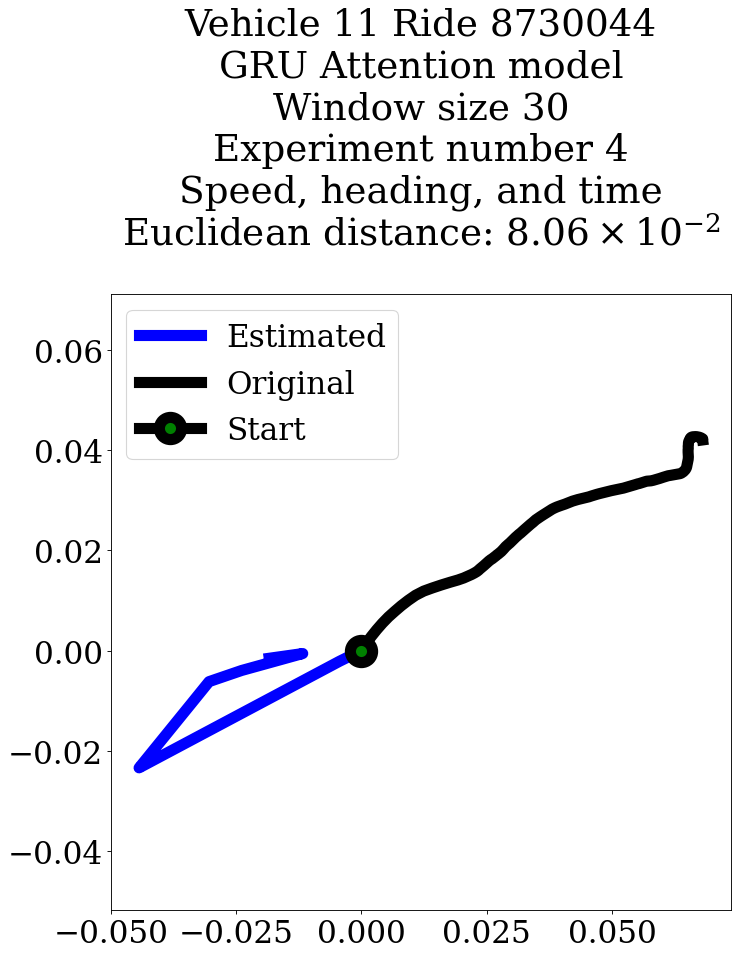 Vehicle 11 Ride 8730044
GRU Attention model
Window size 30
Experiment number 4
Speed, heading, and time
Euclidean distance: 8.06 × 10⁻²
Estimated
Original
Start
0.06
0.04
0.02
0.00
−0.02
−0.04
−0.050 −0.025 0.000 0.025 0.050